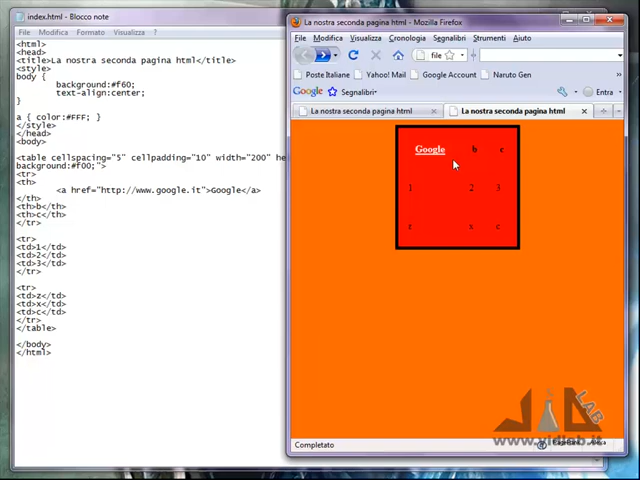 index.html - Blocco note
File Modifica Formato Visualizza ?
<html>
<head>
<title>La nostra seconda pagina html</title>
<style>
body {
background:#f60;
text-align:center;
}
a { color:#FFF; }
</style>
</head>
<body>
<table cellspacing="5" cellpadding="10" width="200" he
background:#f00;">
<tr>
<th>
<a href="http://www.google.it">Google</a>
</th>
<th>b</th>
<th>c</th>
</tr>
<tr>
<td>1</td>
<td>2</td>
<td>3</td>
</tr>
<tr>
<td>z</td>
<td>x</td>
<td>c</td>
</tr>
</table>
</body>
</html>
La nostra seconda pagina html - Mozilla Firefox
File Modifica Visualizza Cronologia Segnalibri Strumenti Aiuto
file
Poste Italiane Yahoo! Mail Google Account Naruto Gen
Google Segnalibri Entra
La nostra seconda pagina html La nostra seconda pagina html
Google b c
1 2 3
z x c
LAB
www.vidlab.it
Completato